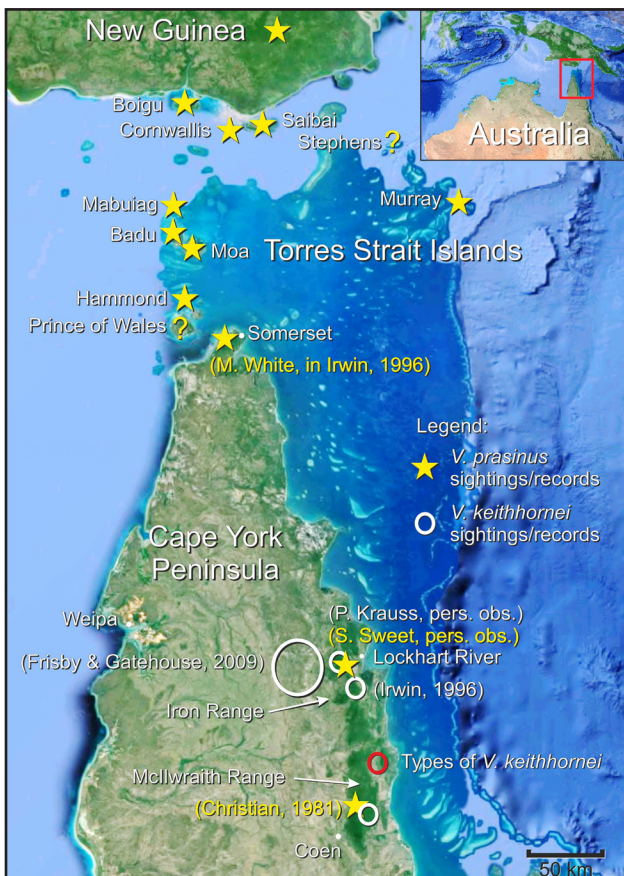 New Guinea
Boigu
Cornwallis
Saibai
Stephens ?
Australia
Mabuiag
Murray
Badu
Moa
Torres Strait Islands
Hammond
Prince of Wales ?
Somerset
(M. White, in Irwin, 1996)
Legend:
V. prasinus
sightings/records
V. keithhornei
sightings/records
Cape York
Peninsula
Weipa
(P. Krauss, pers. obs.)
(S. Sweet, pers. obs.)
(Frisby & Gatehouse, 2009)
Lockhart River
(Irwin, 1996)
Iron Range
Types of V. keithhornei
McIlwraith Range
(Christian, 1981)
Coen
50 km